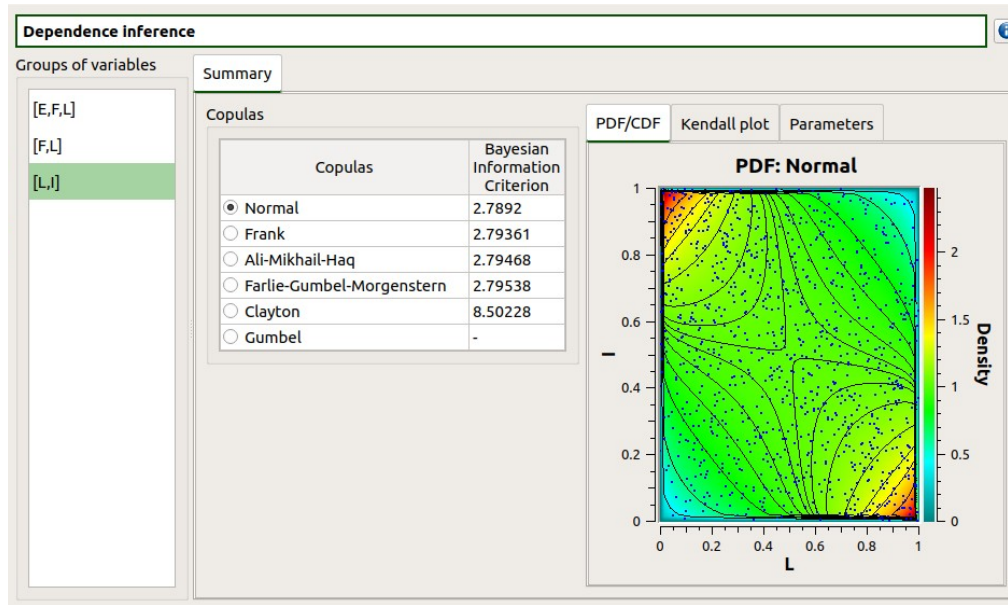 Dependence inference
Groups of variables
[E,F,L]
[F,L]
[L,I]
Summary
Copulas
Copulas
Bayesian
Information
Criterion
Normal 2.7892
Frank 2.79361
Ali-Mikhail-Haq 2.79468
Farlie-Gumbel-Morgenstern 2.79538
Clayton 8.50228
Gumbel -
PDF/CDF Kendall plot Parameters
PDF: Normal
1
0.8
0.6
0.4
0.2
0
I
0 0.2 0.4 0.6 0.8 1
L
2
1.5
1
0.5
0
Density